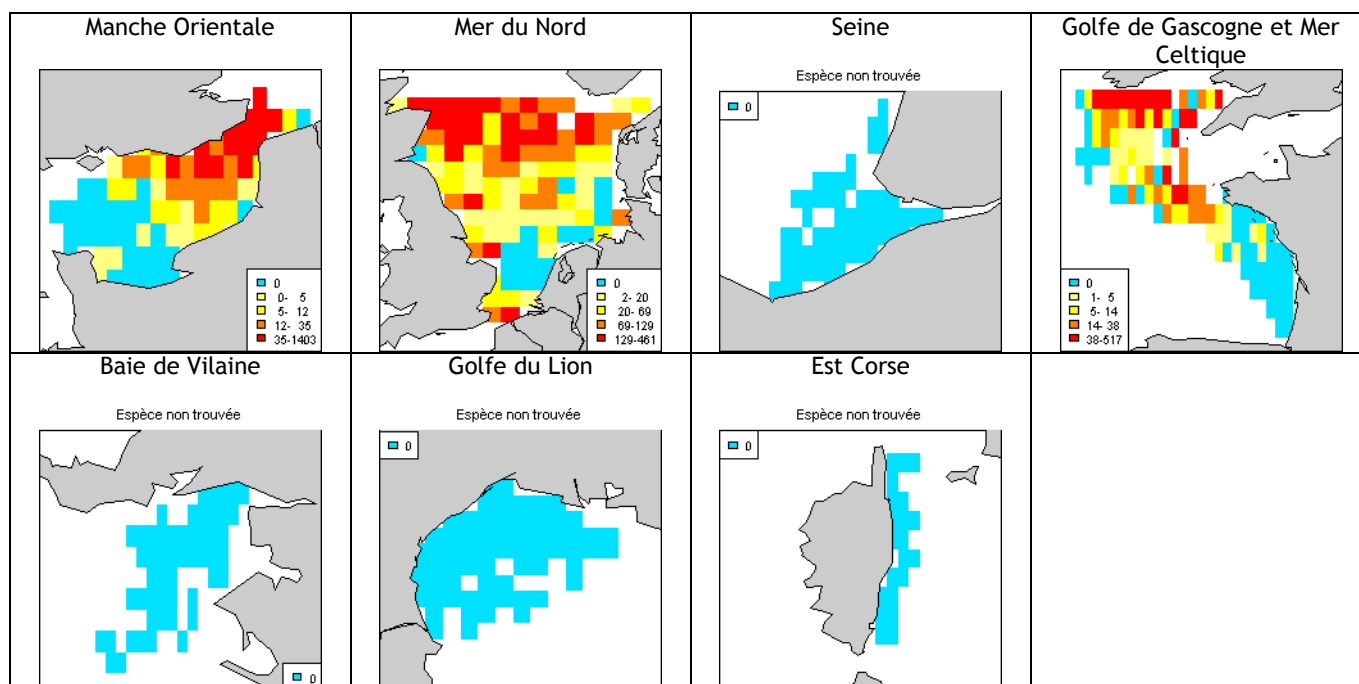 Manche Orientale
0
0- 5
5- 12
12- 35
35-1403
Mer du Nord
0
2- 20
20- 69
69-129
129-461
Seine
Espèce non trouvée
0
Golfe de Gascogne et Mer
Celtique
0
1- 5
5- 14
14- 38
38-517
Baie de Vilaine
Espèce non trouvée
0
Golfe du Lion
Espèce non trouvée
0
Est Corse
Espèce non trouvée
0